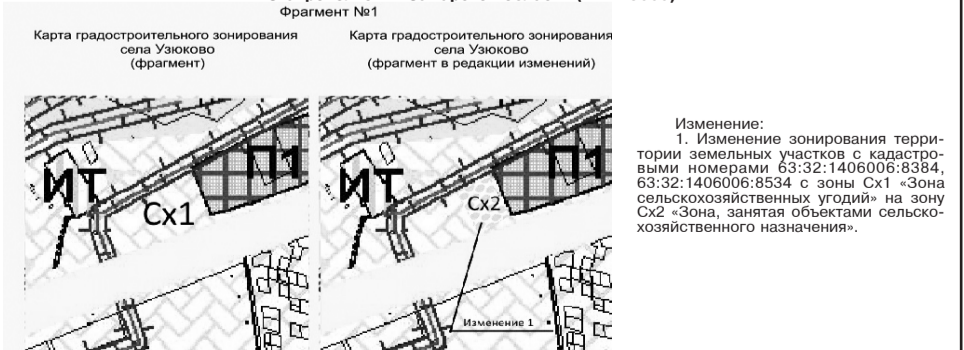 Фрагмент №1
Карта градостроительного зонирования
села Узюково
(фрагмент)
Карта градостроительного зонирования
села Узюково
(фрагмент в редакции изменений)
ИТ
П1
Сх1
ИТ
П1
Сх2
Изменение 1
Изменение:
1. Изменение зонирования терри-
тории земельных участков с кадастро-
выми номерами 63:32:1406006:8384,
63:32:1406006:8534 с зоны Сх1 «Зона
сельскохозяйственных угодий» на зону
Сх2 «Зона, занятая объектами сельско-
хозяйственного назначения».